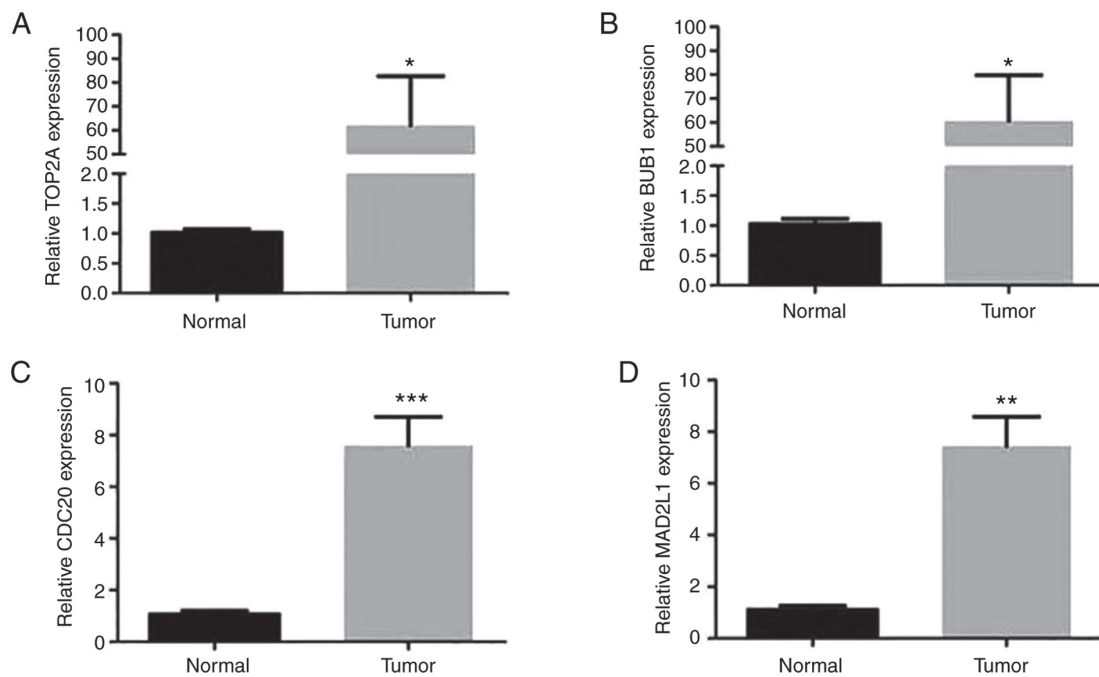 A
Relative TOP2A expression
100
90
80
70
60
50
2.0
1.5
1.0
0.5
0.0
*
Normal
Tumor
B
Relative BUB1 expression
100
90
80
70
60
50
2.0
1.5
1.0
0.5
0.0
*
Normal
Tumor
C
Relative CDC20 expression
10
8
6
4
2
0
***
Normal
Tumor
D
Relative MAD2L1 expression
10
8
6
4
2
0
**
Normal
Tumor